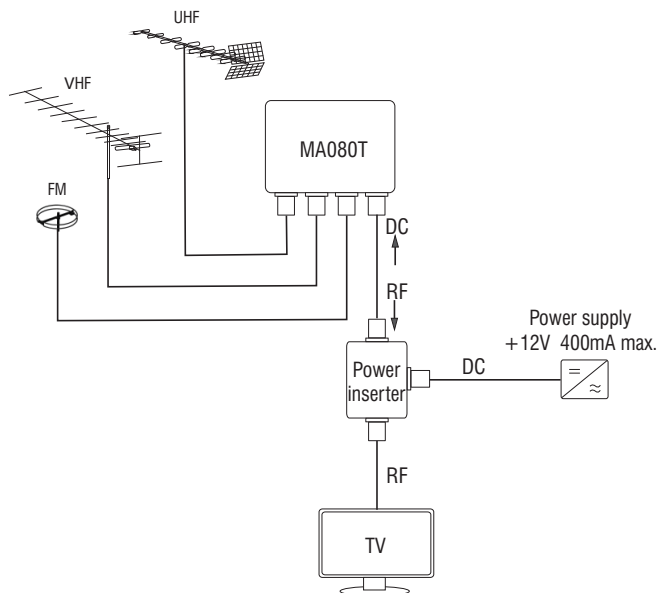 UHF
VHF
MA080T
FM
DC
RF
Power supply
+12V 400mA max.
Power
inserter
DC
RF
TV